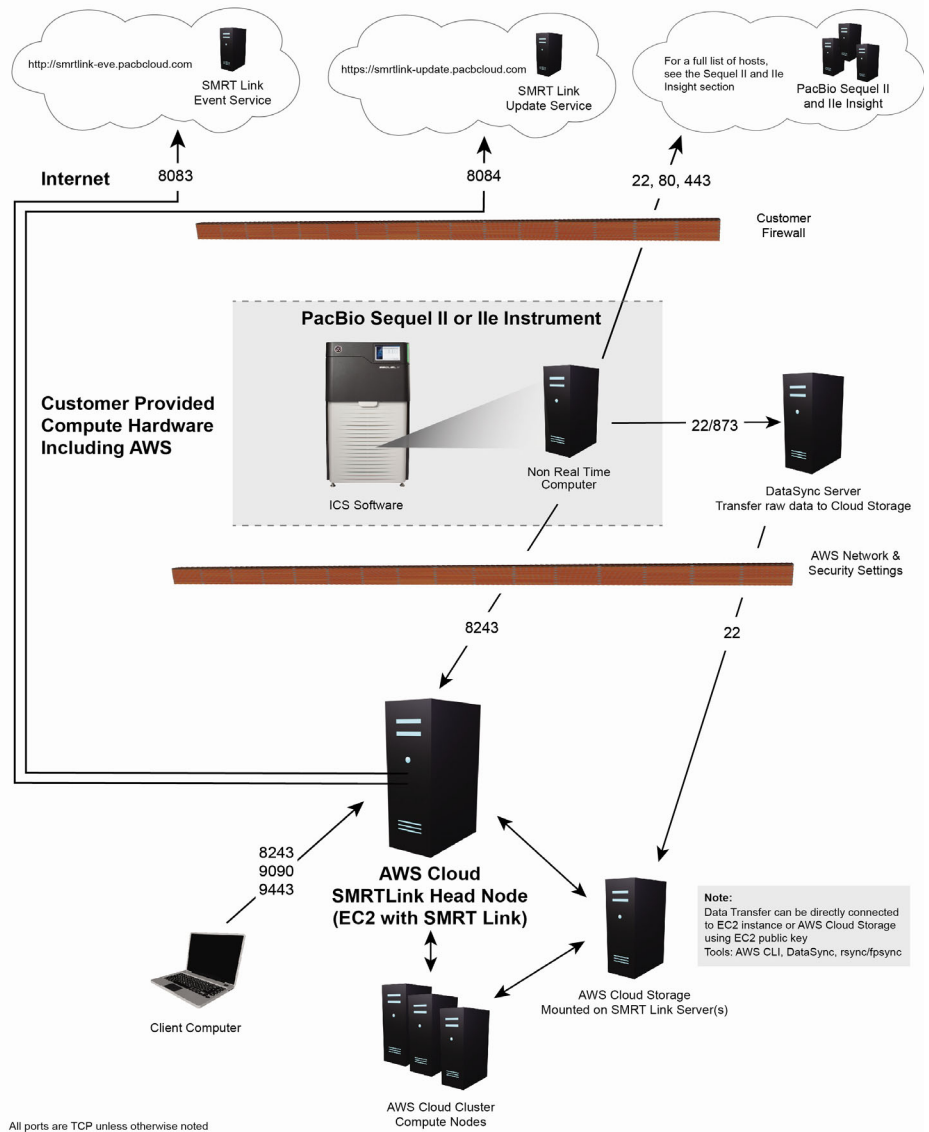 http://smrtlink-eve.pacbcloud.com
SMRT Link
Event Service
https://smrtlink-update.pacbcloud.com
SMRT Link
Update Service
For a full list of hosts,
see the Sequel II and IIe
Insight section
PacBio Sequel II
and IIe Insight
Internet
8083
8084
22, 80, 443
Customer
Firewall
PacBio Sequel II or IIe Instrument
Customer Provided
Compute Hardware
Including AWS
22/873
Non Real Time
Computer
ICS Software
DataSync Server
Transfer raw data to Cloud Storage
AWS Network &
Security Settings
8243
22
8243
9090
9443
AWS Cloud
SMRTLink Head Node
(EC2 with SMRT Link)
Note:
Data Transfer can be directly connected
to EC2 instance or AWS Cloud Storage
using EC2 public key
Tools: AWS CLI, DataSync, rsync/fpsync
Client Computer
AWS Cloud Storage
Mounted on SMRT Link Server(s)
AWS Cloud Cluster
Compute Nodes
All ports are TCP unless otherwise noted